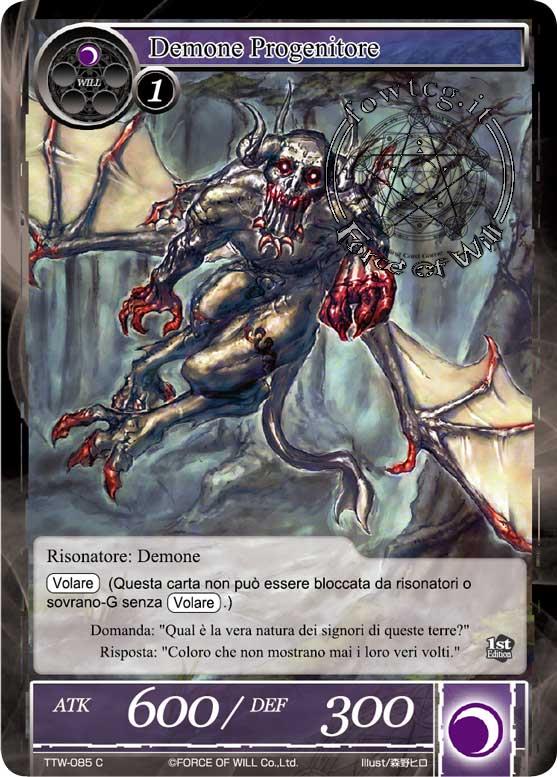 Demone Progenitore
WILL
1
fowtcg.it
Force of Will
Risonatore: Demone
Volare (Questa carta non può essere bloccata da risonatori o
sovrano-G senza Volare.)
Domanda: "Qual è la vera natura dei signori di queste terre?"
Risposta: "Coloro che non mostrano mai i loro veri volti."
1st
Edition
ATK 600 / DEF 300
TTW-085 C ©FORCE OF WILL Co.,Ltd. Illust/森野ヒロ